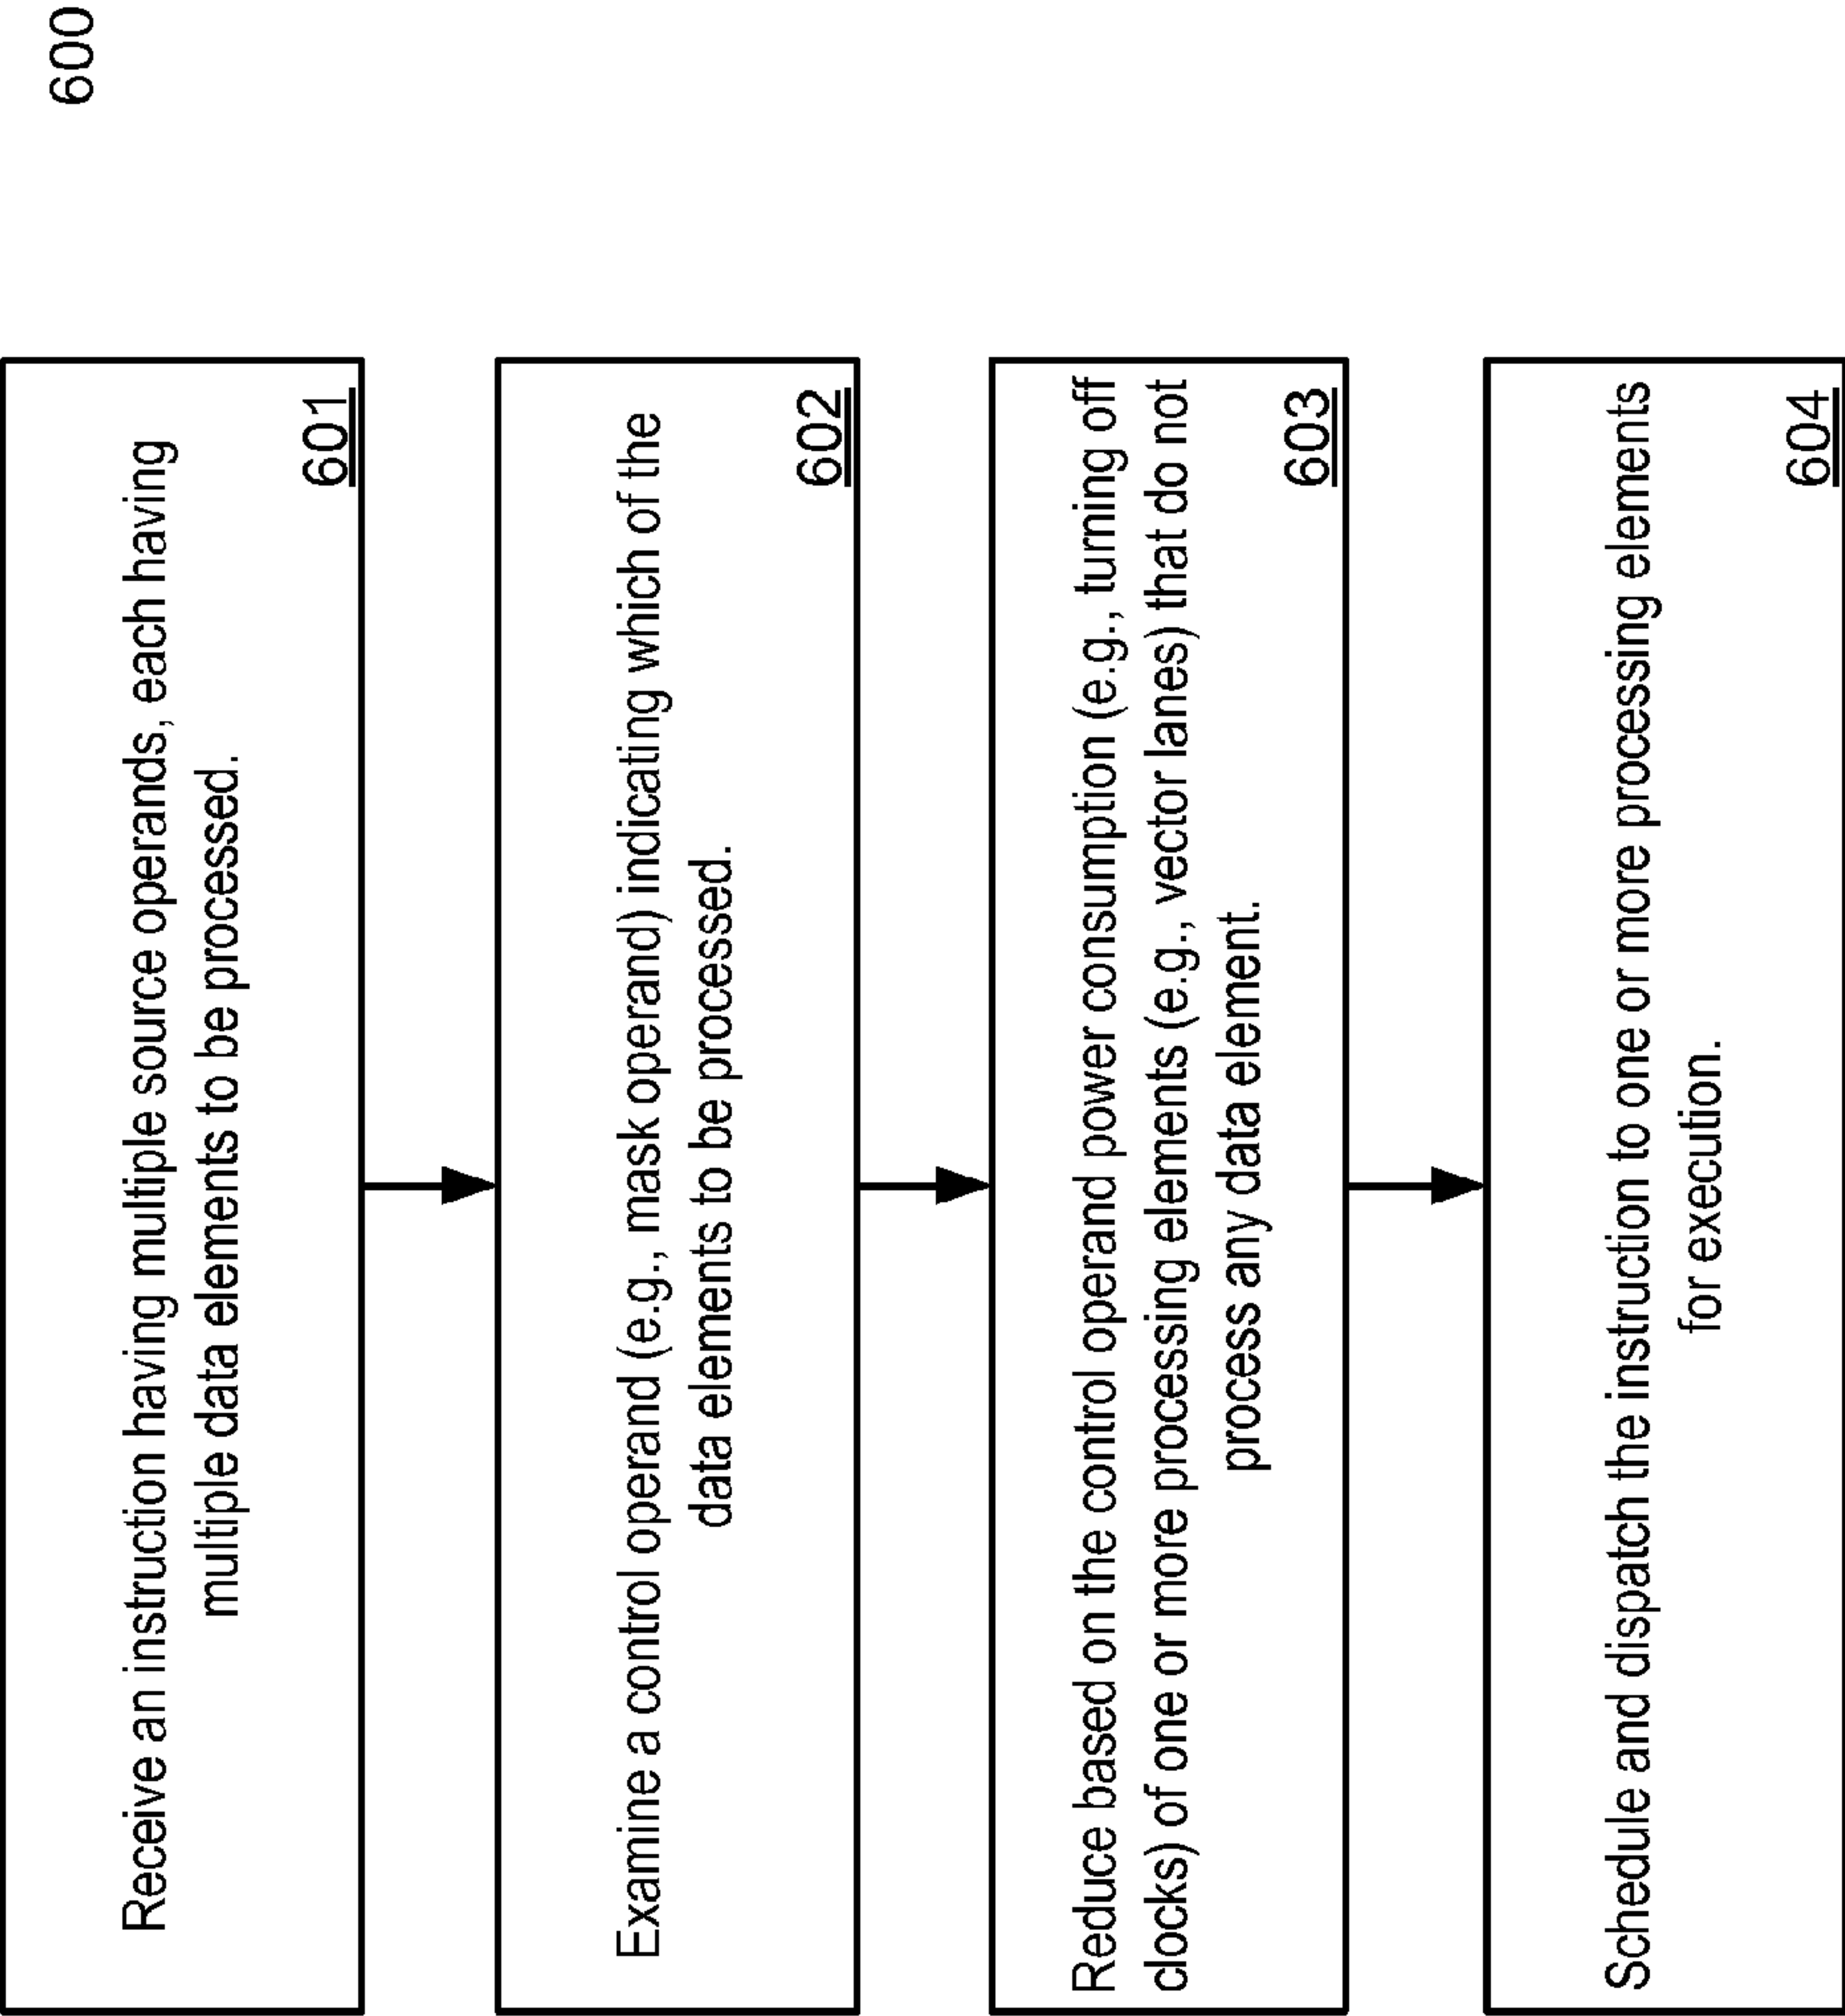 600
Receive an instruction having multiple source operands, each having
multiple data elements to be processed.
601
Examine a control operand (e.g., mask operand) indicating which of the
data elements to be processed.
602
Reduce based on the control operand power consumption (e.g., turning off
clocks) of one or more processing elements (e.g., vector lanes) that do not
process any data element.
603
Schedule and dispatch the instruction to one or more processing elements
for execution.
604